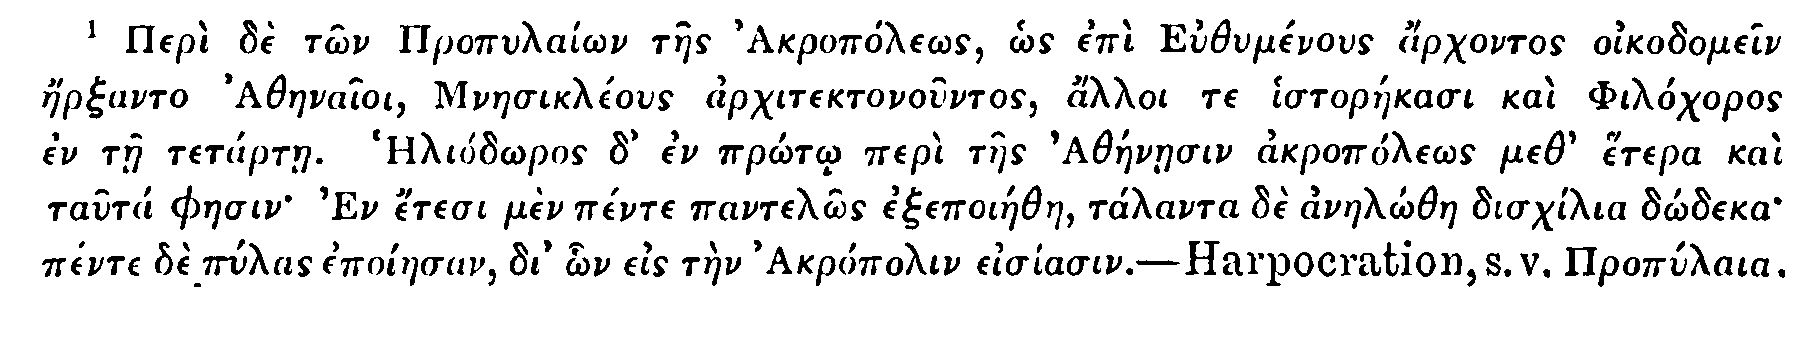 ¹ Περὶ δὲ τῶν Προπυλαίων τῆς Ἀκροπόλεως, ὡς ἐπὶ Εὐθυμένους ἄρχοντος οἰκοδομεῖν
ἤρξαντο Ἀθηναῖοι, Μνησικλέους ἀρχιτεκτονοῦντος, ἄλλοι τε ἱστορήκασι καὶ Φιλόχορος
ἐν τῇ τετάρτῃ. Ἡλιόδωρος δ’ ἐν πρώτῳ περὶ τῆς Ἀθήνῃσιν ἀκροπόλεως μεθ’ ἕτερα καὶ
ταῦτά φησιν· Ἐν ἔτεσι μὲν πέντε παντελῶς ἐξεποιήθη, τάλαντα δὲ ἀνηλώθη δισχίλια δώδεκα·
πέντε δὲ πύλας ἐποίησαν, δι’ ὧν εἰς τὴν Ἀκρόπολιν εἰσίασιν.—Harpocration, s. v. Προπύλαια.